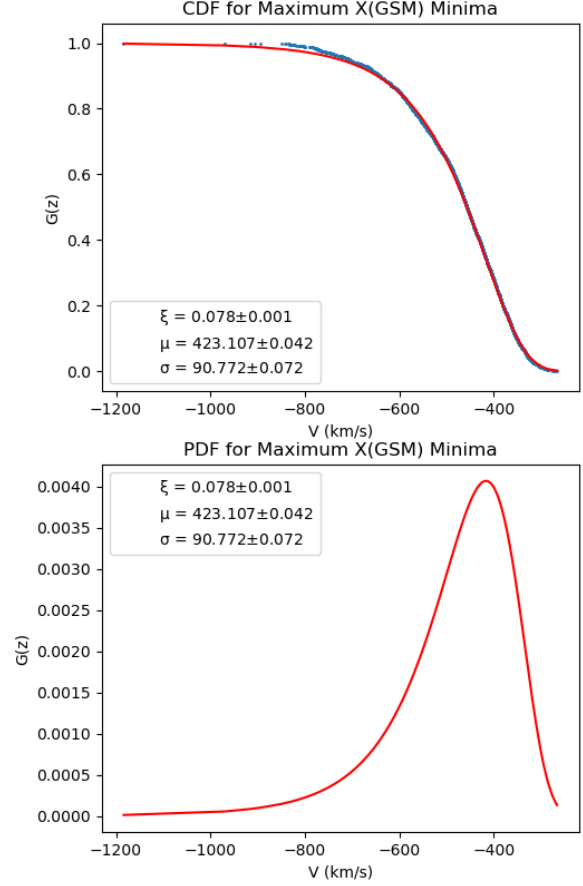 CDF for Maximum X(GSM) Minima
1.0
0.8
0.6
0.4
0.2
0.0
G(z)
ξ = 0.078±0.001
μ = 423.107±0.042
σ = 90.772±0.072
−1200 −1000 −800 −600 −400
V (km/s)
PDF for Maximum X(GSM) Minima
0.0040
0.0035
0.0030
0.0025
0.0020
0.0015
0.0010
0.0005
0.0000
G(z)
ξ = 0.078±0.001
μ = 423.107±0.042
σ = 90.772±0.072
−1200 −1000 −800 −600 −400
V (km/s)